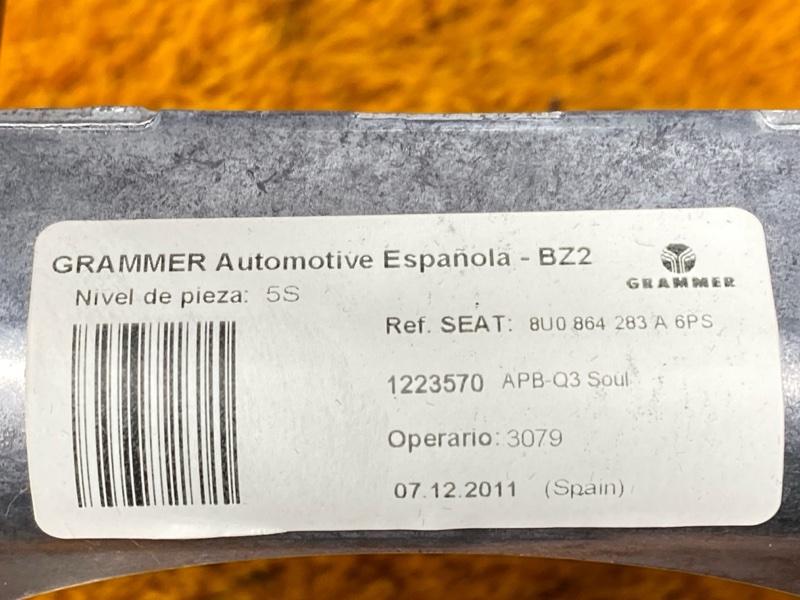 GRAMMER Automotive Española - BZ2
GRAMMER
Nivel de pieza: 5S
Ref. SEAT: 8U0 864 283 A 6PS
1223570 APB-Q3 Soul
Operario: 3079
07.12.2011 (Spain)